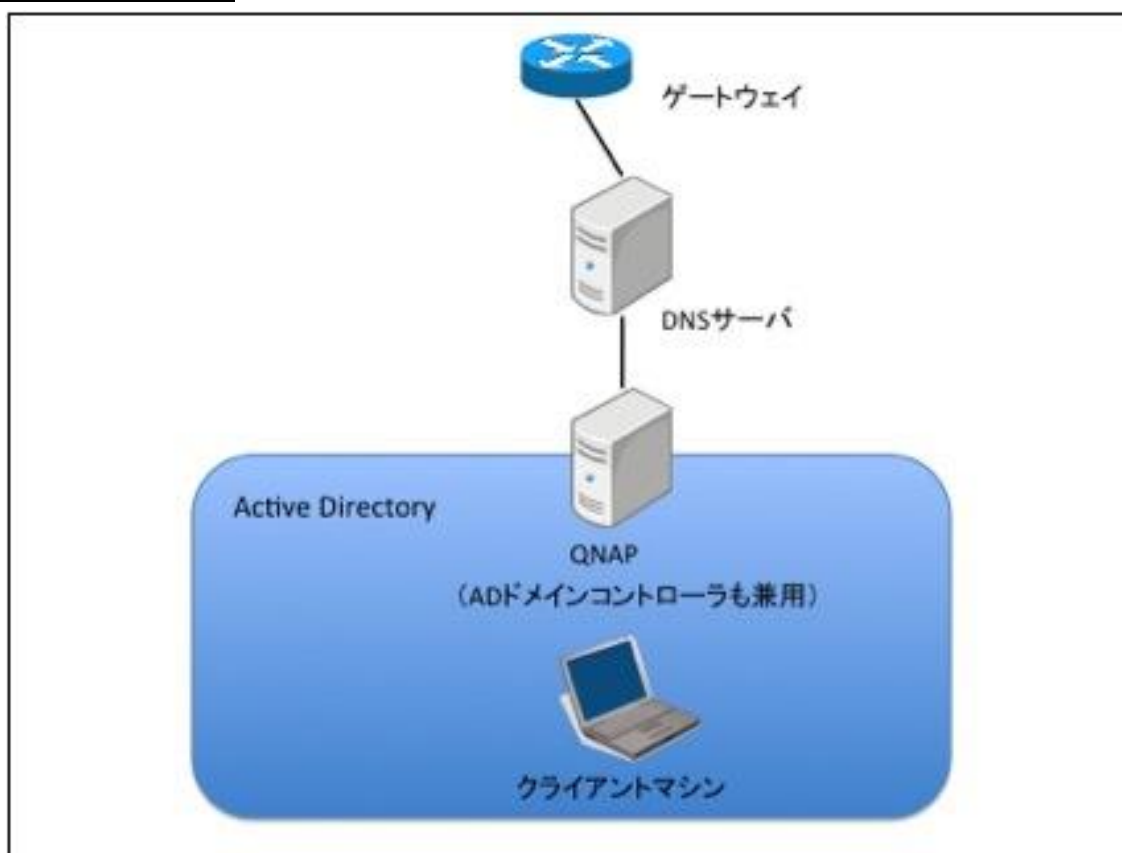 ゲートウェイ
DNSサーバ
Active Directory
QNAP
（ADドメインコントローラも兼用）
クライアントマシン